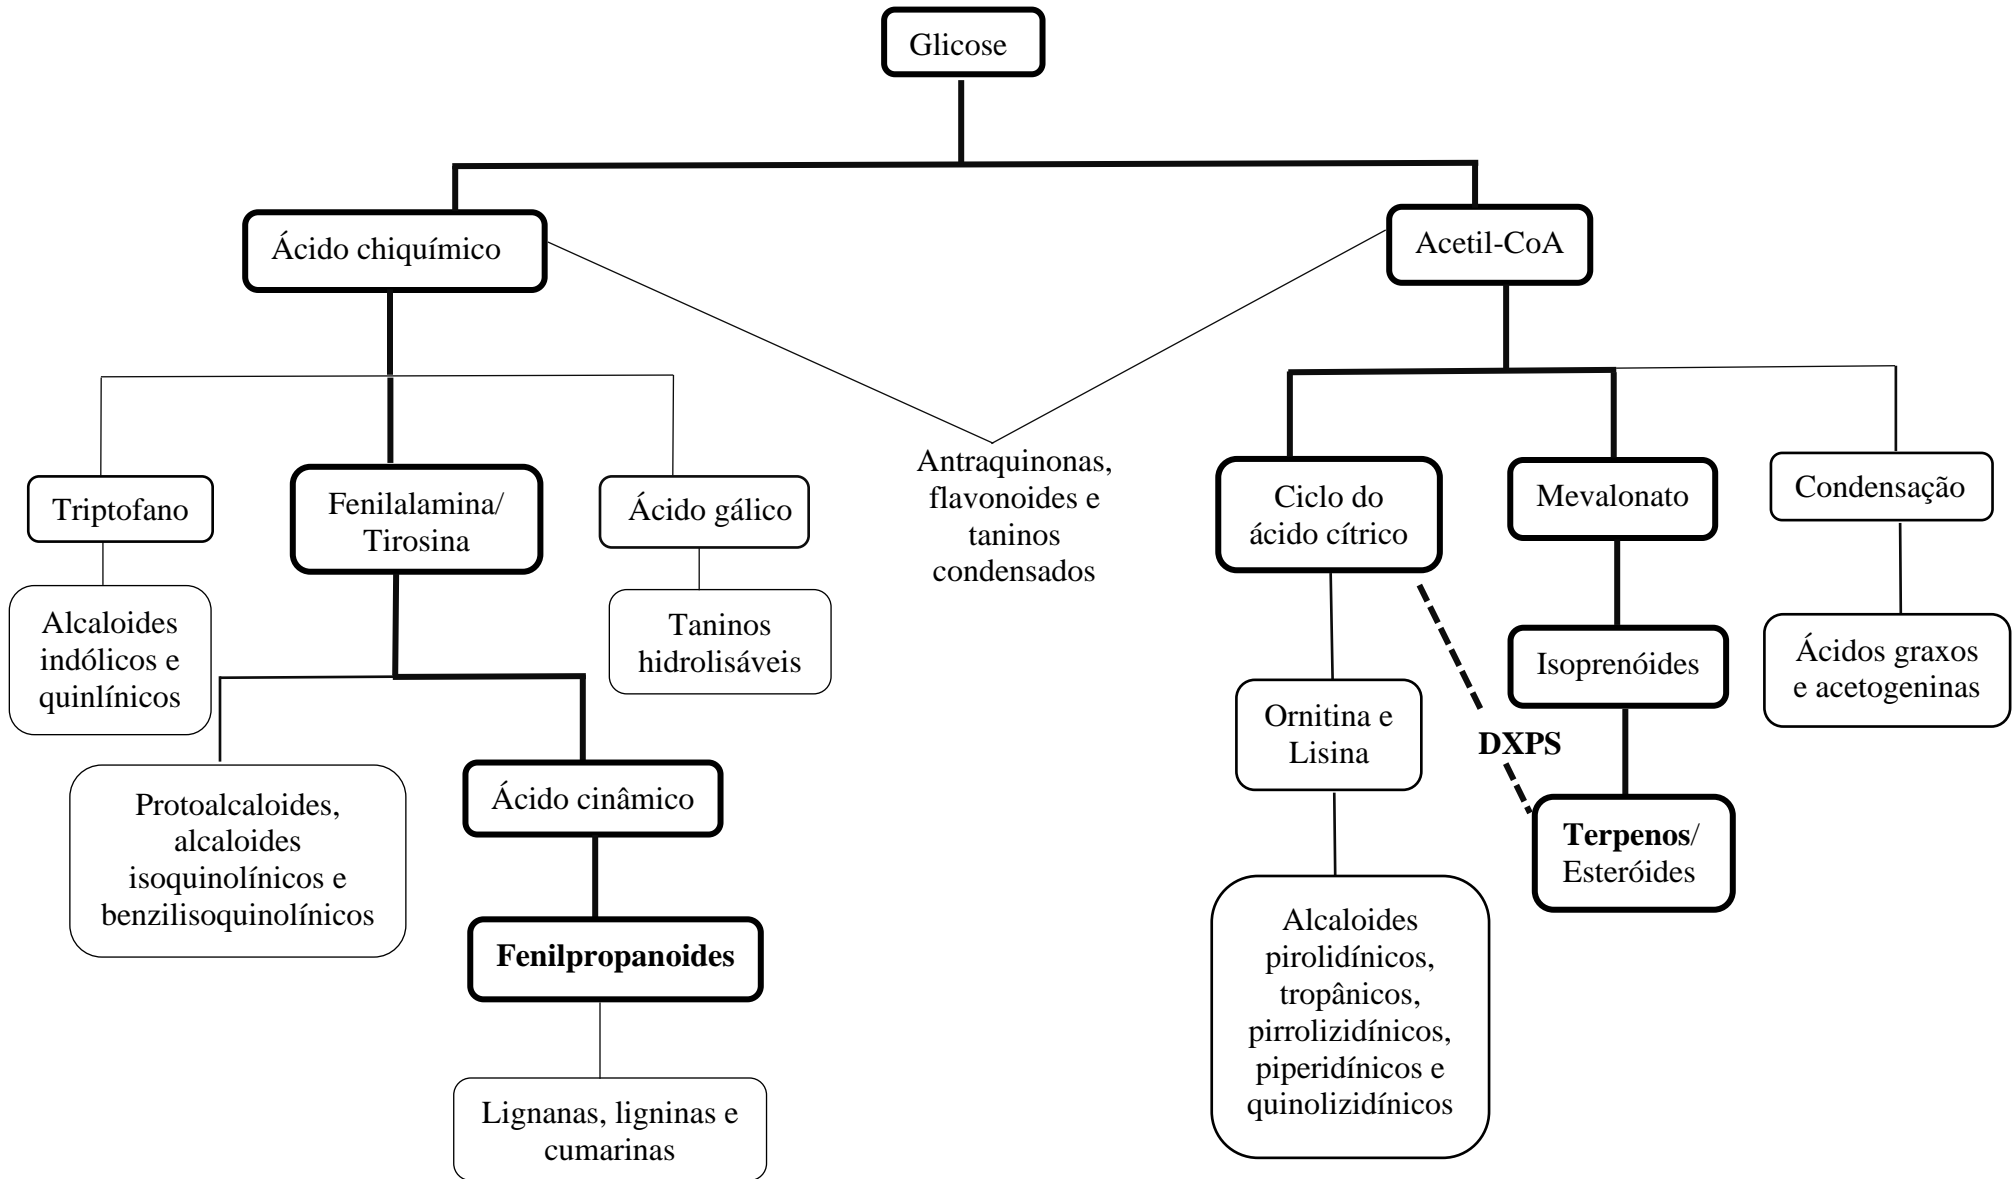 Glicose
Ácido chiquímico
Acetil-CoA
Triptofano
Fenilalamina/
Tirosina
Ácido gálico
Antraquinonas,
flavonoides e
taninos
condensados
Ciclo do
ácido cítrico
Mevalonato
Condensação
Alcaloides
indólicos e
quinlínicos
Taninos
hidrolisáveis
Isoprenóides
Ácidos graxos
e acetogeninas
Ornitina e
Lisina
DXPS
Protoalcaloides,
alcaloides
isoquinolínicos e
benzilisoquinolínicos
Ácido cinâmico
Terpenos/
Esteróides
Fenilpropanoides
Alcaloides
pirolidínicos,
tropânicos,
pirrolizidínicos,
piperidínicos e
quinolizidínicos
Lignanas, ligninas e
cumarinas